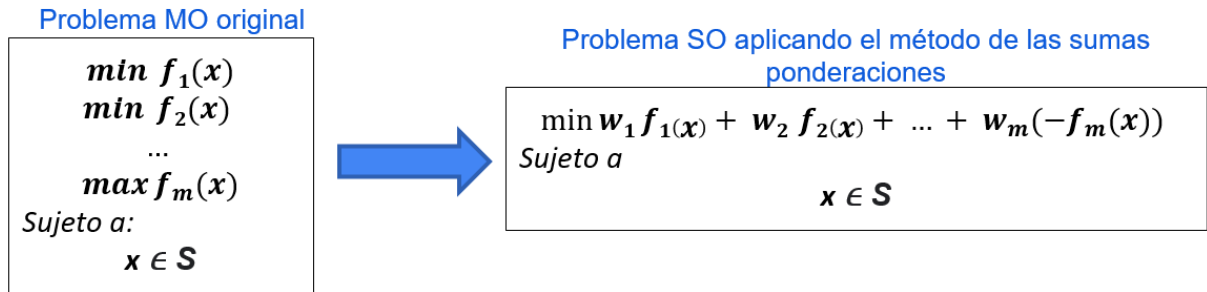 Problema MO original
min f₁(x)
min f₂(x)
...
max fₘ(x)
Sujeto a:
x ∈ S
Problema SO aplicando el método de las sumas
ponderaciones
min w₁ f₁(x) + w₂ f₂(x) + ... + wₘ(−fₘ(x))
Sujeto a
x ∈ S